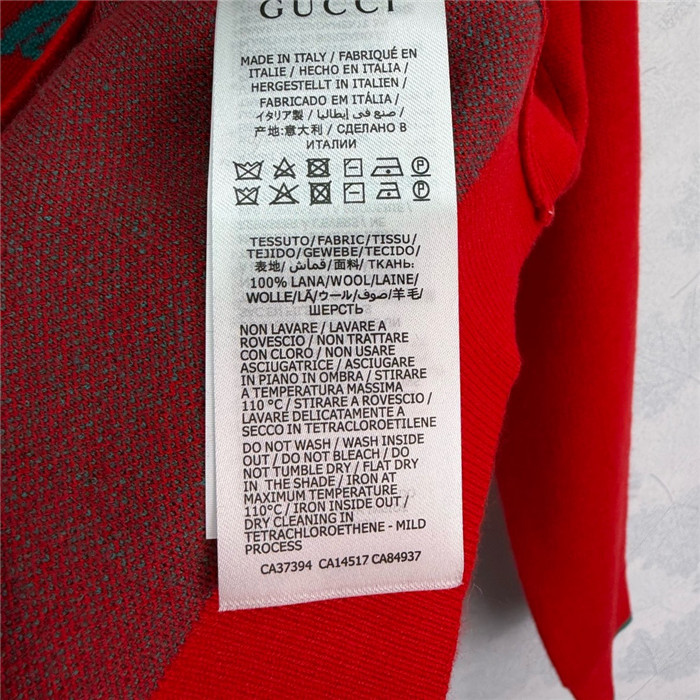 GUCCI
MADE IN ITALY / FABRIQUÉ EN
ITALIE / HECHO EN ITALIA /
HERGESTELLT IN ITALIEN /
FABRICADO EM ITÁLIA /
イタリア製 / صنع في إيطاليا /
产地:意大利 / СДЕЛАНО В
ИТАЛИИ
P
P
TESSUTO/FABRIC/TISSU/
TEJIDO/GEWEBE/TECIDO/
表地/ قماش/ 面料/ ТКАНЬ:
100% LANA/WOOL/LAINE/
WOLLE/LÃ/ウール/صوف/羊毛/
ШЕРСТЬ
NON LAVARE / LAVARE A
ROVESCIO / NON TRATTARE
CON CLORO / NON USARE
ASCIUGATRICE / ASCIUGARE
IN PIANO IN OMBRA / STIRARE
A TEMPERATURA MASSIMA
110 °C / STIRARE A ROVESCIO /
LAVARE DELICATAMENTE A
SECCO IN TETRACLOROETILENE
DO NOT WASH / WASH INSIDE
OUT / DO NOT BLEACH / DO
NOT TUMBLE DRY / FLAT DRY
IN THE SHADE / IRON AT
MAXIMUM TEMPERATURE
110°C / IRON INSIDE OUT /
DRY CLEANING IN
TETRACHLOROETHENE - MILD
PROCESS
CA37394 CA14517 CA84937